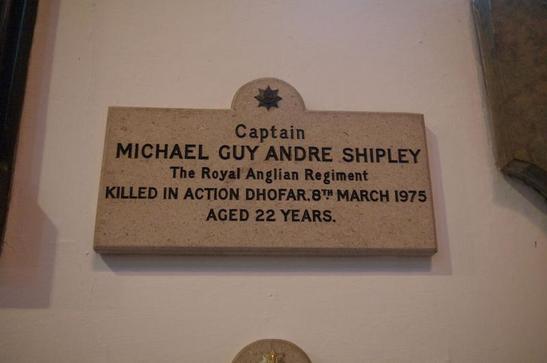 Captain
MICHAEL GUY ANDRE SHIPLEY
The Royal Anglian Regiment
KILLED IN ACTION DHOFAR. 8TH MARCH 1975
AGED 22 YEARS.